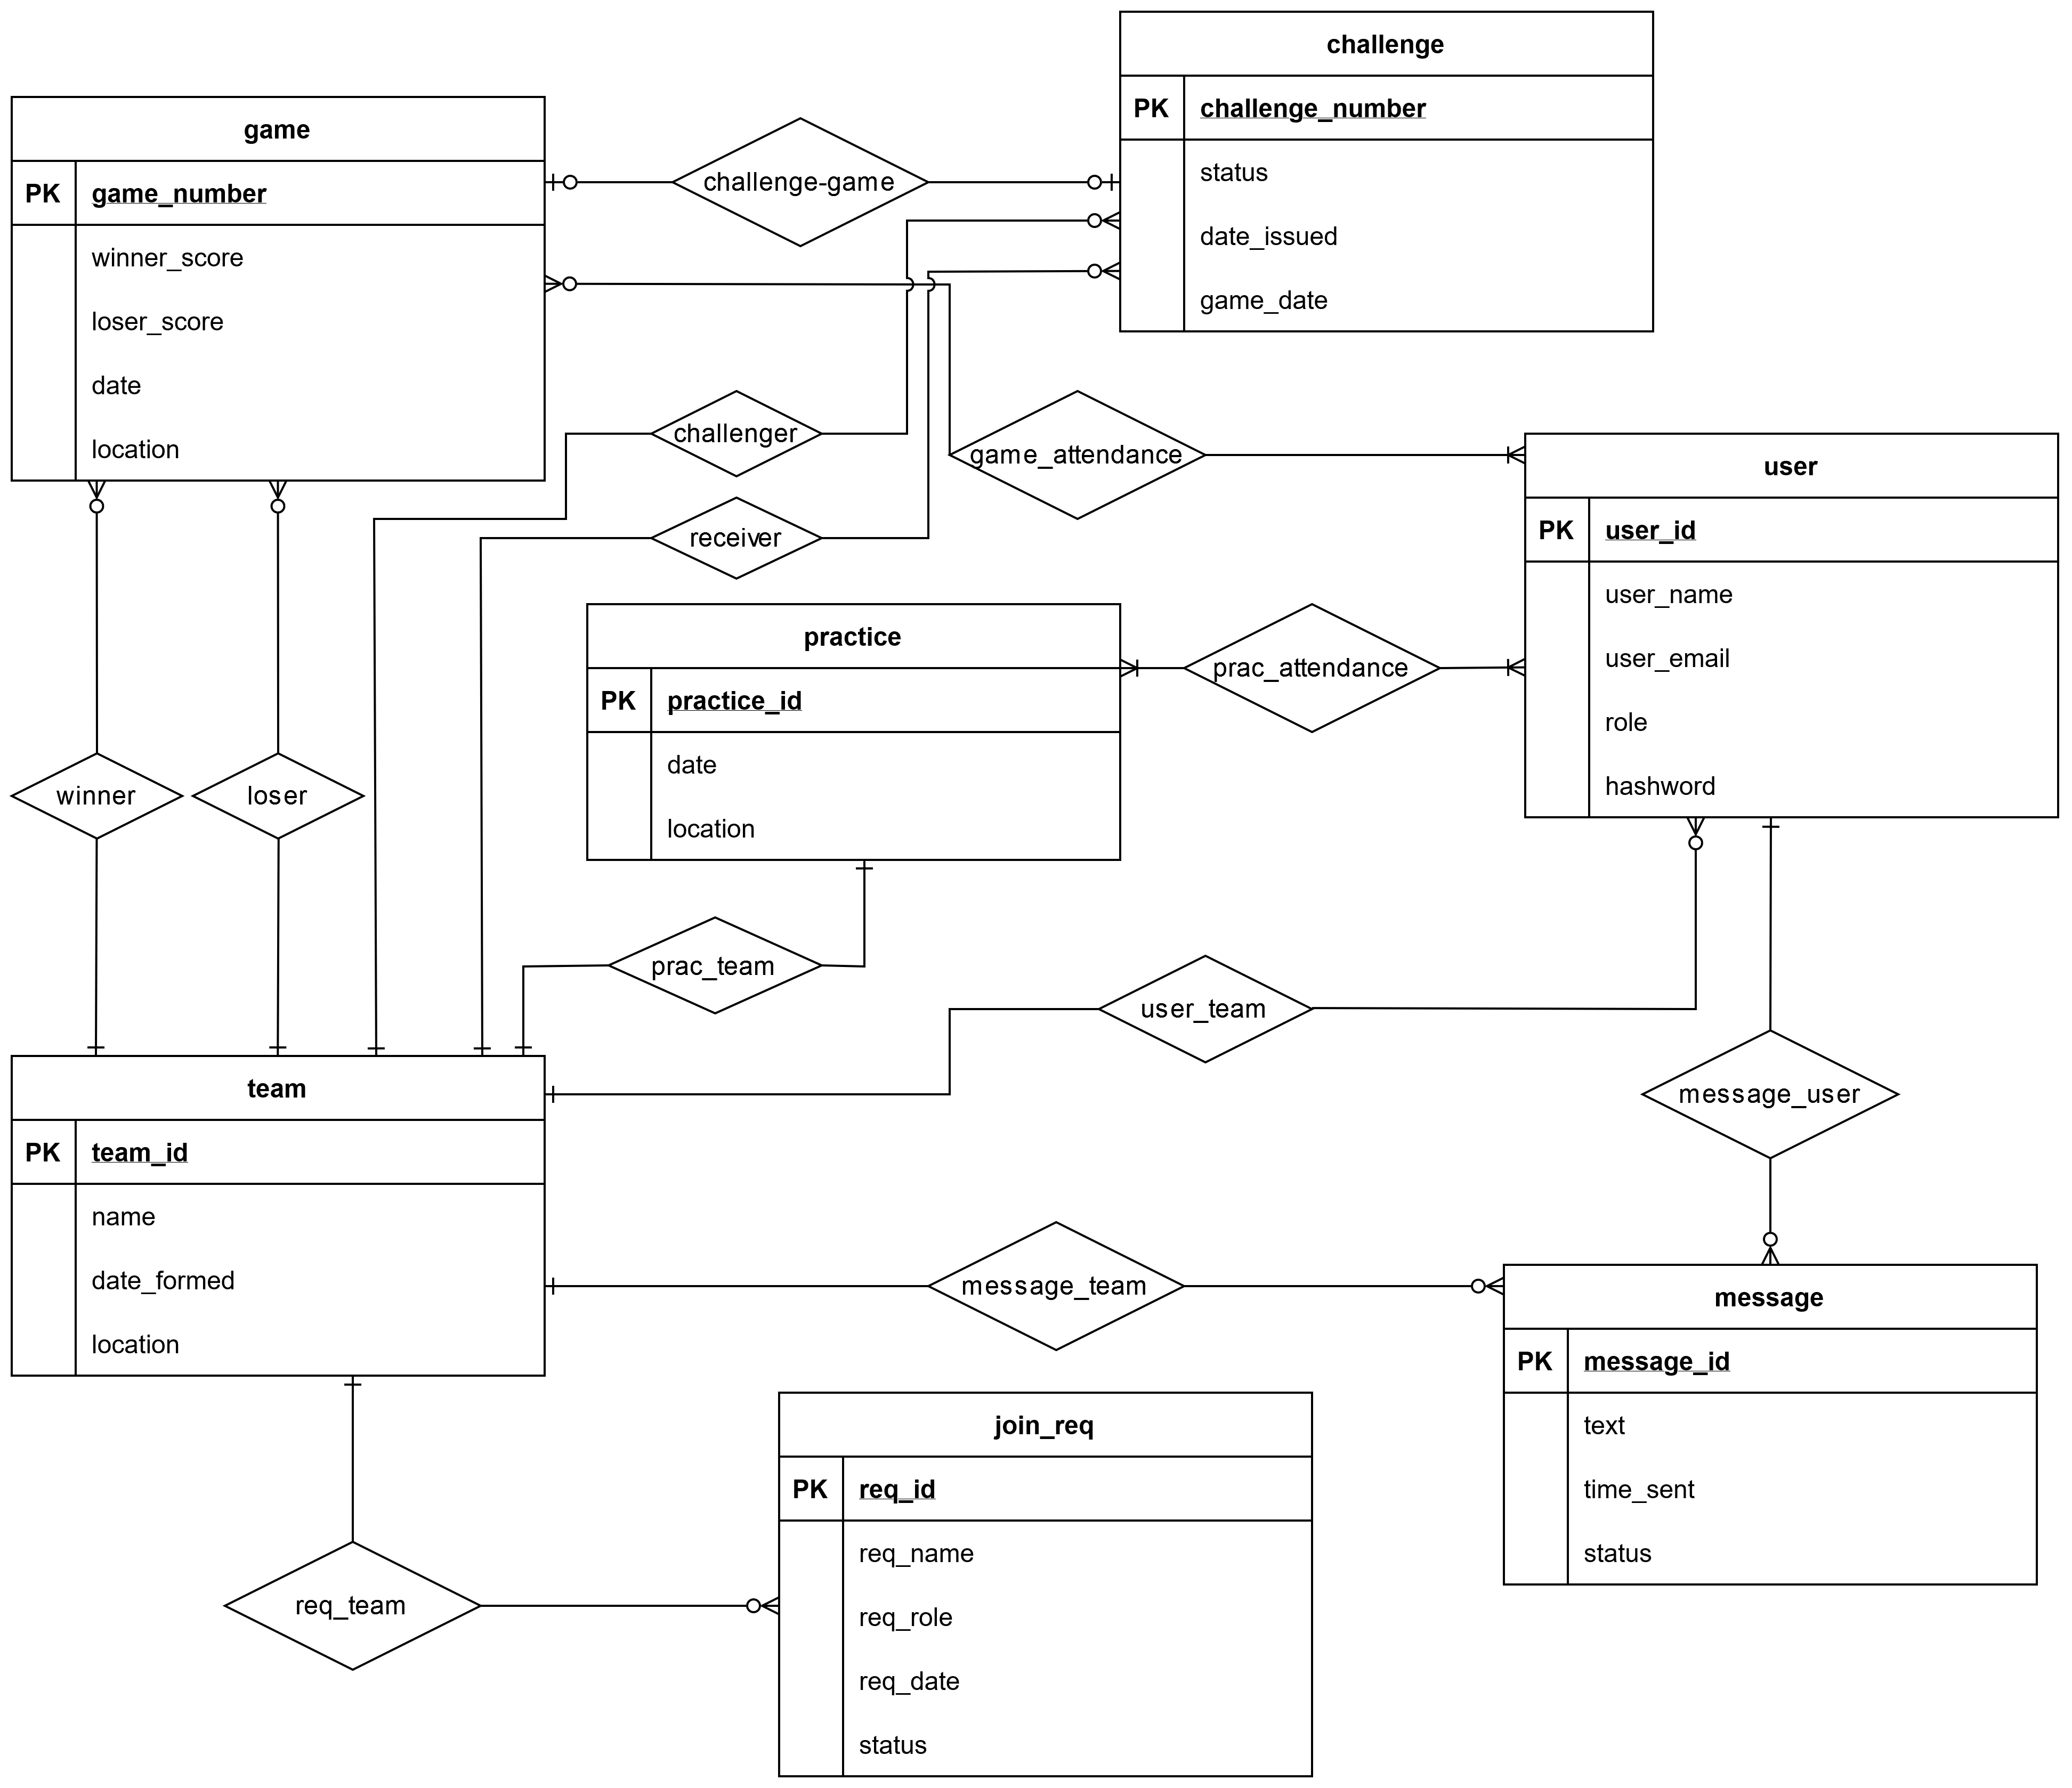 challenge
PK challenge_number
status
date_issued
game_date
game
PK game_number
winner_score
loser_score
date
location
challenge-game
challenger
game_attendance
receiver
user
PK user_id
user_name
user_email
role
hashword
practice
PK practice_id
date
location
prac_attendance
winner
loser
prac_team
user_team
message_user
team
PK team_id
name
date_formed
location
message_team
message
PK message_id
text
time_sent
status
join_req
PK req_id
req_name
req_role
req_date
status
req_team